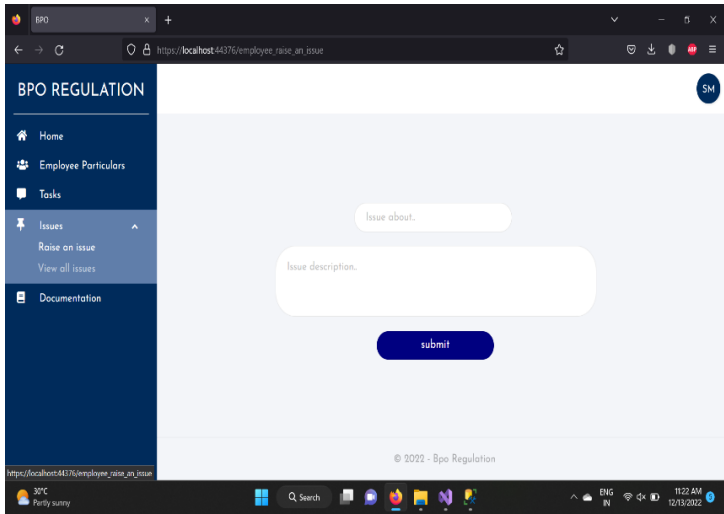 BPO
https://localhost:44376/employee_raise_an_issue
ABP
BPO REGULATION
SM
Home
Employee Particulars
Tasks
Issues
Raise an issue
View all issues
Documentation
Issue about..
Issue description..
submit
© 2022 - Bpo Regulation
https://localhost:44376/employee_raise_an_issue
30°C
Partly sunny
Search
ENG
IN
11:22 AM
12/13/2022